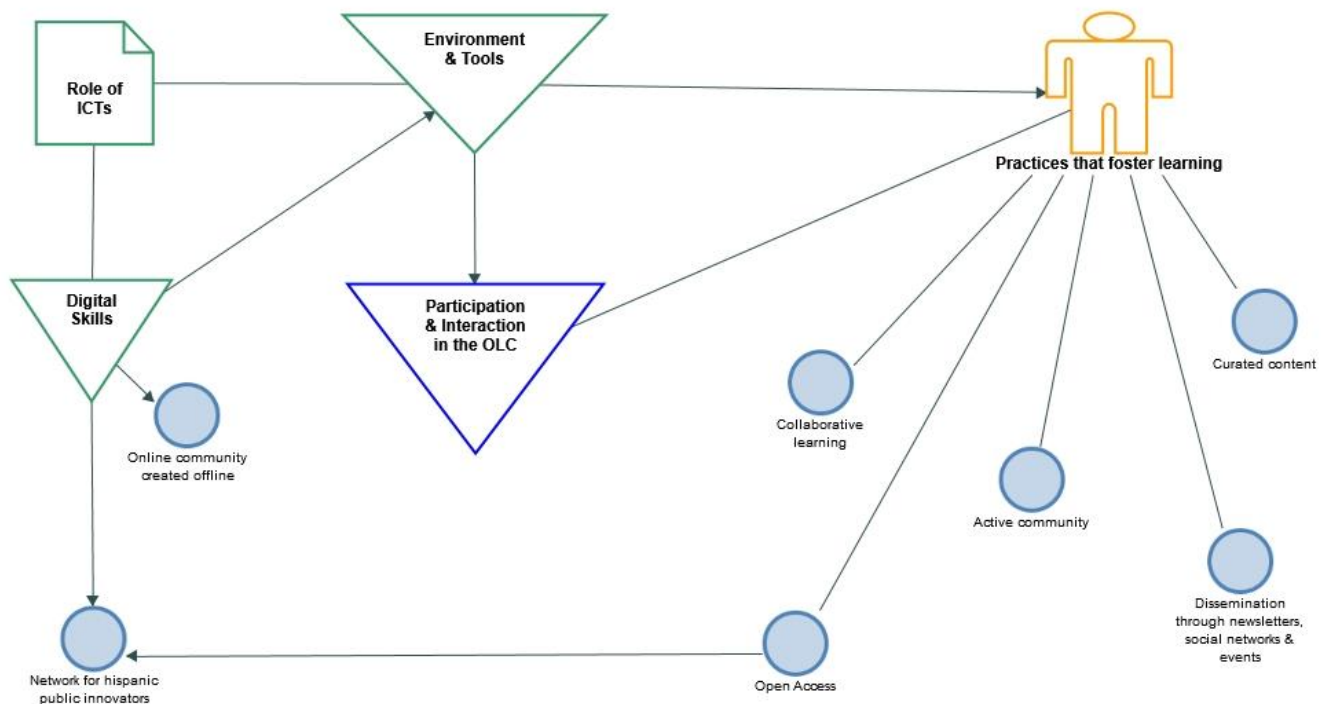 Role of
ICTs
Environment
& Tools
Practices that foster learning
Digital
Skills
Participation
& Interaction
in the OLC
Curated content
Collaborative
learning
Online community
created offline
Active community
Dissemination
through newsletters,
social networks &
events
Network for hispanic
public innovators
Open Access